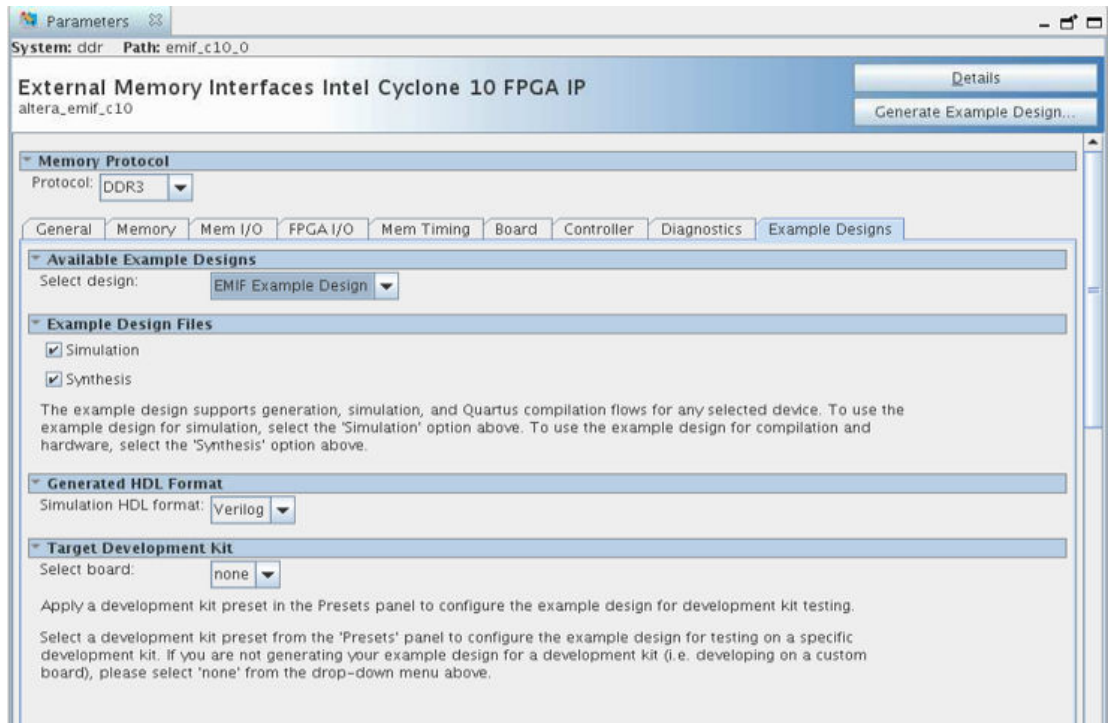 Parameters
System: ddr Path: emif_c10_0
External Memory Interfaces Intel Cyclone 10 FPGA IP
altera_emif_c10
Details
Generate Example Design...
Memory Protocol
Protocol: DDR3
General Memory Mem I/O FPGA I/O Mem Timing Board Controller Diagnostics Example Designs
Available Example Designs
Select design: EMIF Example Design
Example Design Files
Simulation
Synthesis
The example design supports generation, simulation, and Quartus compilation flows for any selected device. To use the
example design for simulation, select the 'Simulation' option above. To use the example design for compilation and
hardware, select the 'Synthesis' option above.
Generated HDL Format
Simulation HDL format: Verilog
Target Development Kit
Select board: none
Apply a development kit preset in the Presets panel to configure the example design for development kit testing.
Select a development kit preset from the 'Presets' panel to configure the example design for testing on a specific
development kit. If you are not generating your example design for a development kit (i.e. developing on a custom
board), please select 'none' from the drop-down menu above.